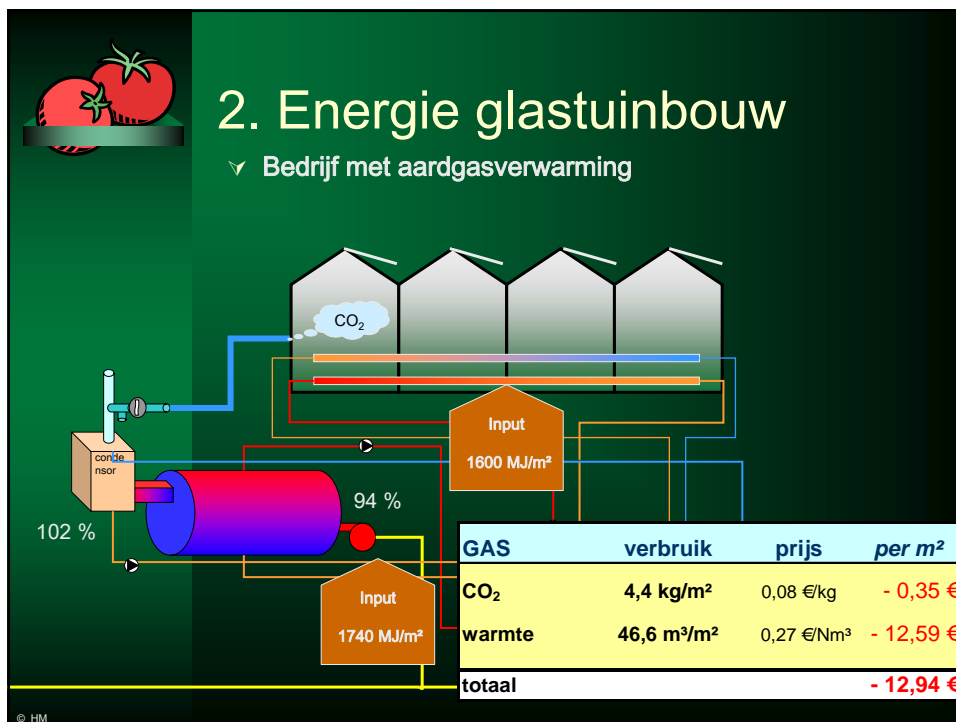 2. Energie glastuinbouw
Bedrijf met aardgasverwarming
CO₂
Input
1600 MJ/m²
conde
nsor
94 %
102 %
Input
1740 MJ/m²
GAS verbruik prijs per m²
CO₂ 4,4 kg/m² 0,08 €/kg - 0,35 €
warmte 46,6 m³/m² 0,27 €/Nm³ - 12,59 €
totaal - 12,94 €
© HM